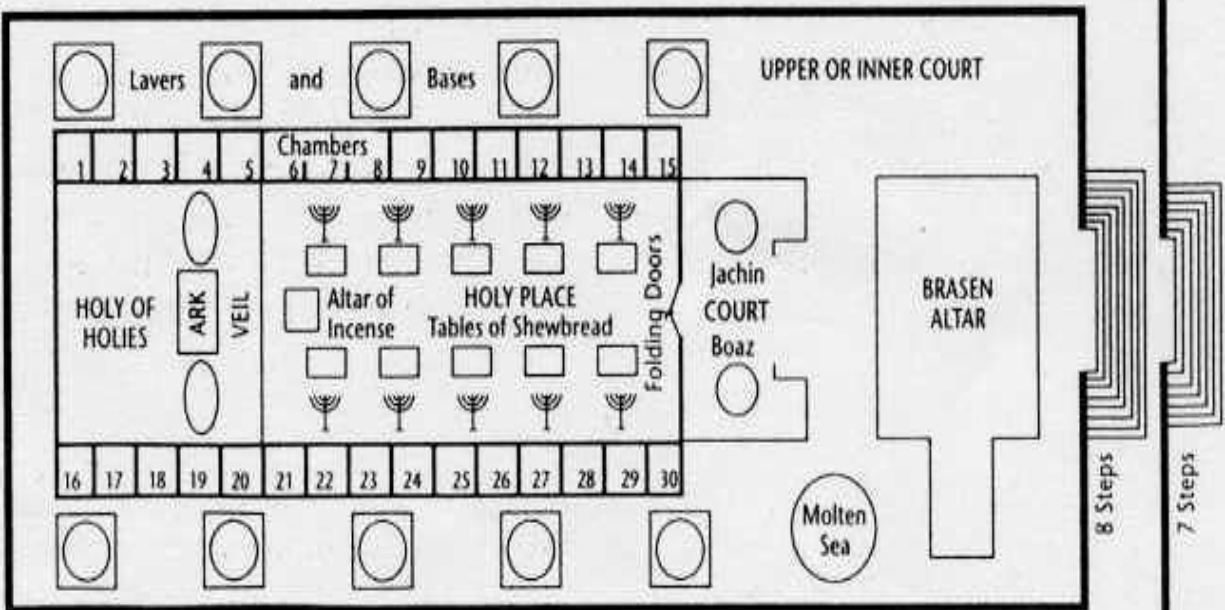 Lavers and Bases
UPPER OR INNER COURT
Chambers
1 2 3 4 5 6 7 8 9 10 11 12 13 14 15
HOLY OF
HOLIES
ARK
VEIL
Altar of
Incense
HOLY PLACE
Tables of Shewbread
Folding Doors
Jachin
COURT
Boaz
BRASEN
ALTAR
16 17 18 19 20 21 22 23 24 25 26 27 28 29 30
Molten
Sea
8 Steps
7 Steps